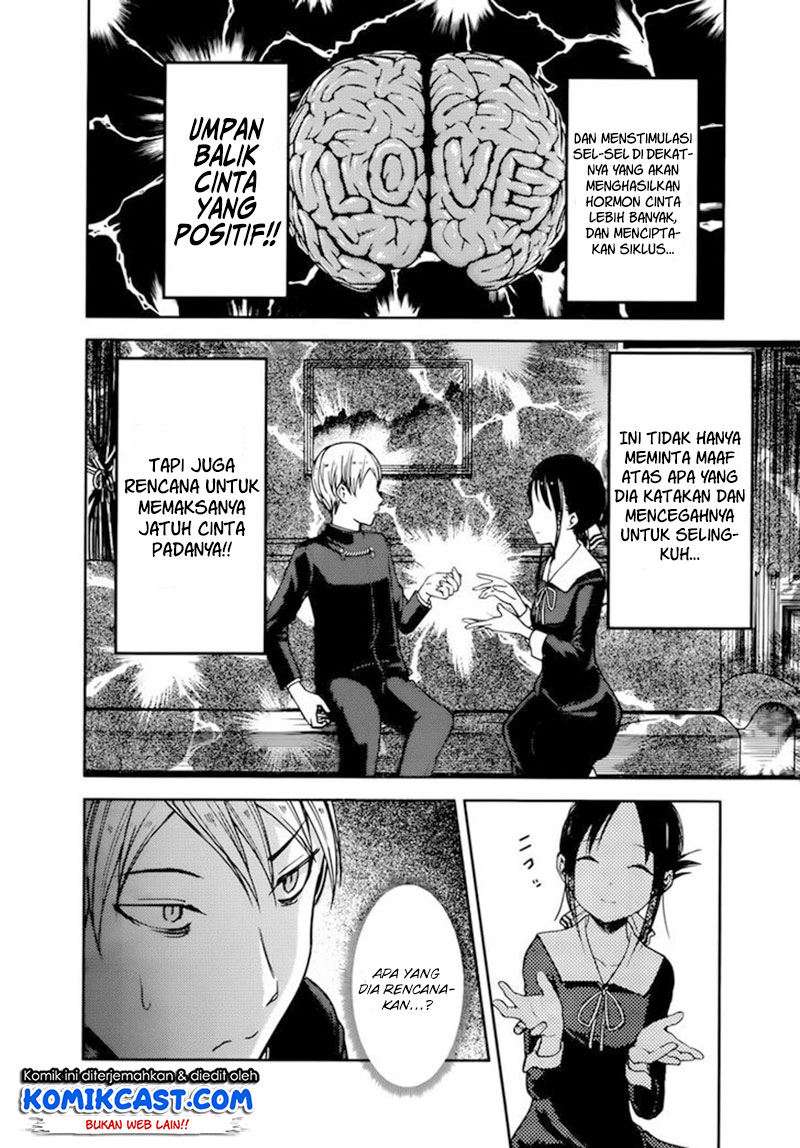 DAN MENSTIMULASI
SEL-SEL DI DEKAT-
NYA YANG AKAN
MENGHASILKAN
HORMON CINTA
LEBIH BANYAK,
DAN MENCIPTA-
KAN SIKLUS...
UMPAN
BALIK
CINTA
YANG
POSITIF!!
LOVE
INI TIDAK HANYA
MEMINTA MAAF
ATAS APA YANG
DIA KATAKAN DAN
MENCEGAHNYA
UNTUK SELING-
KUH...
TAPI JUGA
RENCANA UNTUK
MEMAKSANYA
JATUH CINTA
PADANYA!!
ニコッ
APA YANG
DIA RENCANA-
KAN...?
Komik ini diterjemahkan & diedit oleh
KOMIKCAST.COM
BUKAN WEB LAIN!!